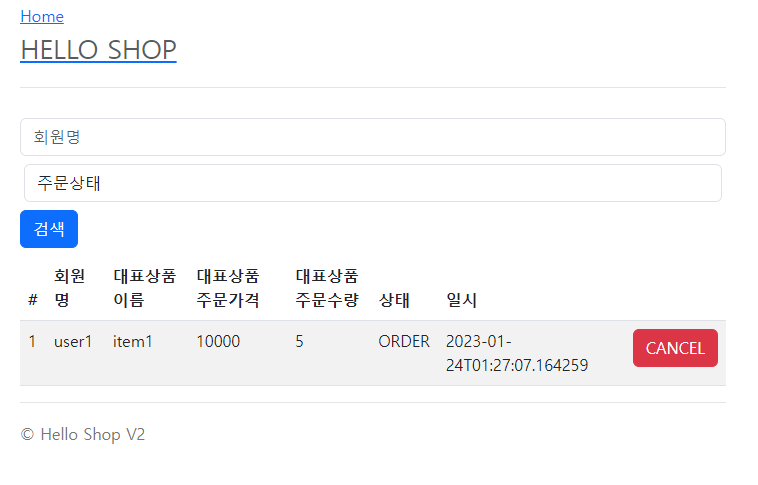 Home
HELLO SHOP
회원명
주문상태
검색
# 회원명 대표상품 이름 대표상품 주문가격 대표상품 주문수량 상태 일시
1 user1 item1 10000 5 ORDER 2023-01-24T01:27:07.164259 CANCEL
© Hello Shop V2